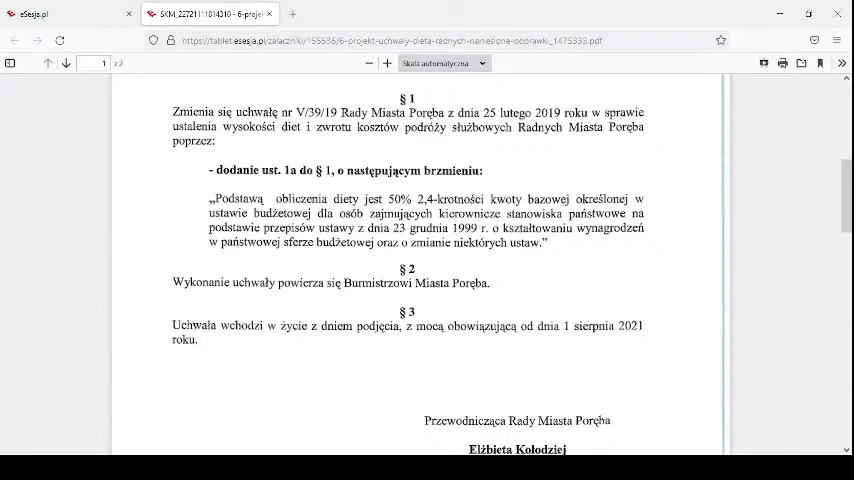 eSesja.pl
SKM_22721111814310 - 6-projek
https://tablet.esesja.pl/zalaczniki/155536/6-projekt-uchwaly-dieta-radnych-naniesione-poprawki_1475333.pdf
1 z 2
Skala automatyczna
§ 1
Zmienia się uchwałę nr V/39/19 Rady Miasta Poręba z dnia 25 lutego 2019 roku w sprawie
ustalenia wysokości diet i zwrotu kosztów podróży służbowych Radnych Miasta Poręba
poprzez:
- dodanie ust. 1a do § 1, o następującym brzmieniu:
„Podstawą obliczenia diety jest 50% 2,4-krotności kwoty bazowej określonej w
ustawie budżetowej dla osób zajmujących kierownicze stanowiska państwowe na
podstawie przepisów ustawy z dnia 23 grudnia 1999 r. o kształtowaniu wynagrodzeń
w państwowej sferze budżetowej oraz o zmianie niektórych ustaw.”
§ 2
Wykonanie uchwały powierza się Burmistrzowi Miasta Poręba.
§ 3
Uchwała wchodzi w życie z dniem podjęcia, z mocą obowiązującą od dnia 1 sierpnia 2021
roku.
Przewodnicząca Rady Miasta Poręba
Elżbieta Kołodziej